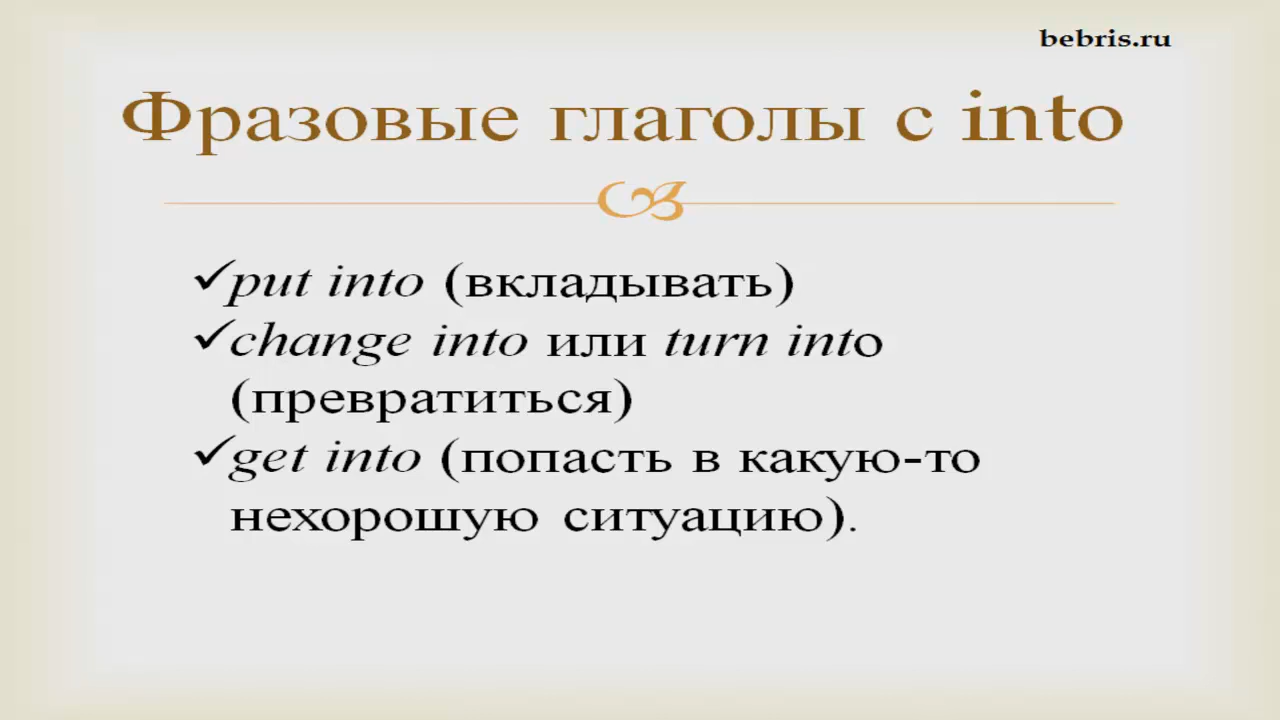 bebris.ru
Фразовые глаголы с into
✓put into (вкладывать)
✓change into или turn into
(превратиться)
✓get into (попасть в какую-то
нехорошую ситуацию).